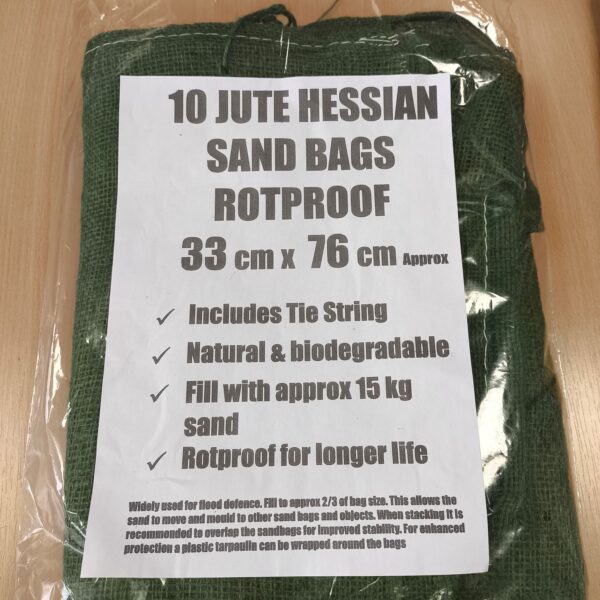 10 JUTE HESSIAN
SAND BAGS
ROTPROOF
33 cm x 76 cm Approx
✓ Includes Tie String
✓ Natural & biodegradable
✓ Fill with approx 15 kg
sand
✓ Rotproof for longer life
Widely used for flood defence. Fill to approx 2/3 of bag size. This allows the
sand to move and mould to other sand bags and objects. When stacking it is
recommended to overlap the sandbags for improved stability. For enhanced
protection a plastic tarpaulin can be wrapped around the bags